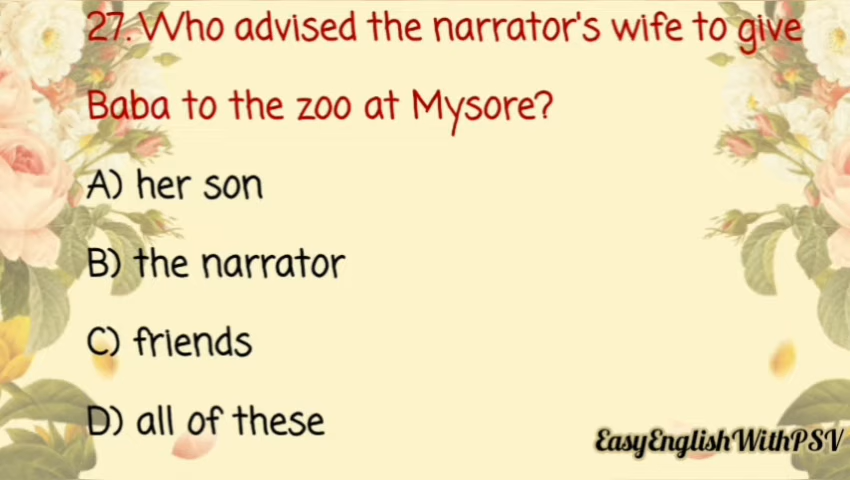 27. Who advised the narrator's wife to give
Baba to the zoo at Mysore?
A) her son
B) the narrator
C) friends
D) all of these
EasyEnglishWithPSV